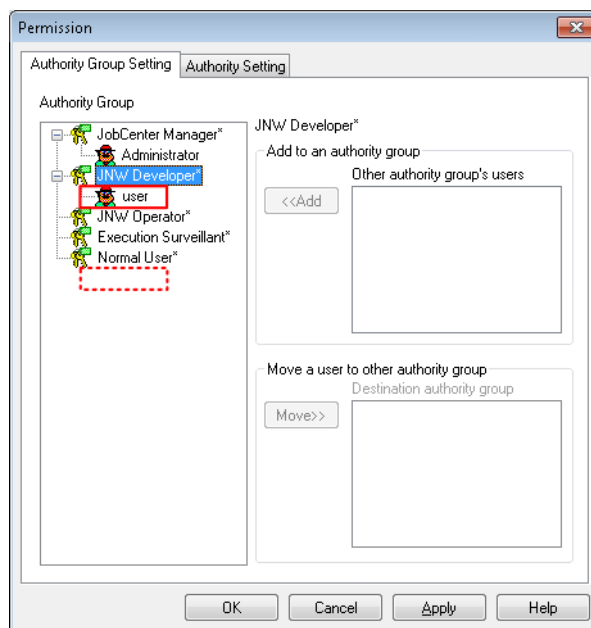 Permission
Authority Group Setting
Authority Setting
Authority Group
JobCenter Manager*
Administrator
JNW Developer*
user
JNW Operator*
Execution Surveillant*
Normal User*
JNW Developer*
Add to an authority group
Other authority group's users
<<Add
Move a user to other authority group
Destination authority group
Move>>
OK
Cancel
Apply
Help